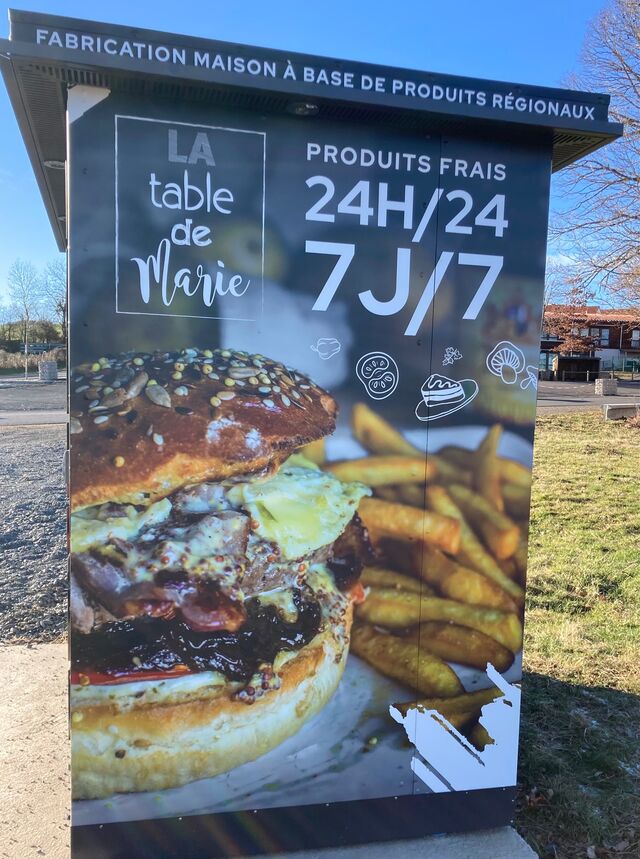 FABRICATION MAISON À BASE DE PRODUITS RÉGIONAUX
LA
table
de
Marie
PRODUITS FRAIS
24H/24
7J/7